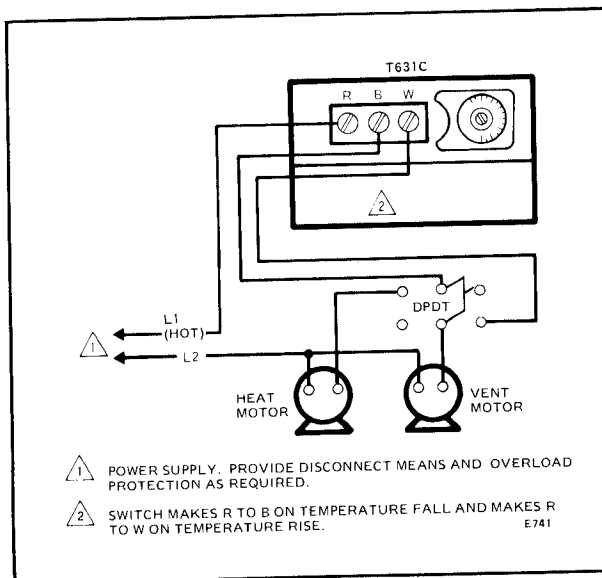 T631C
R B W
DPDT
L1
(HOT)
1
L2
HEAT
MOTOR
VENT
MOTOR
2
1 POWER SUPPLY. PROVIDE DISCONNECT MEANS AND OVERLOAD
PROTECTION AS REQUIRED.
2 SWITCH MAKES R TO B ON TEMPERATURE FALL AND MAKES R
TO W ON TEMPERATURE RISE.
E741